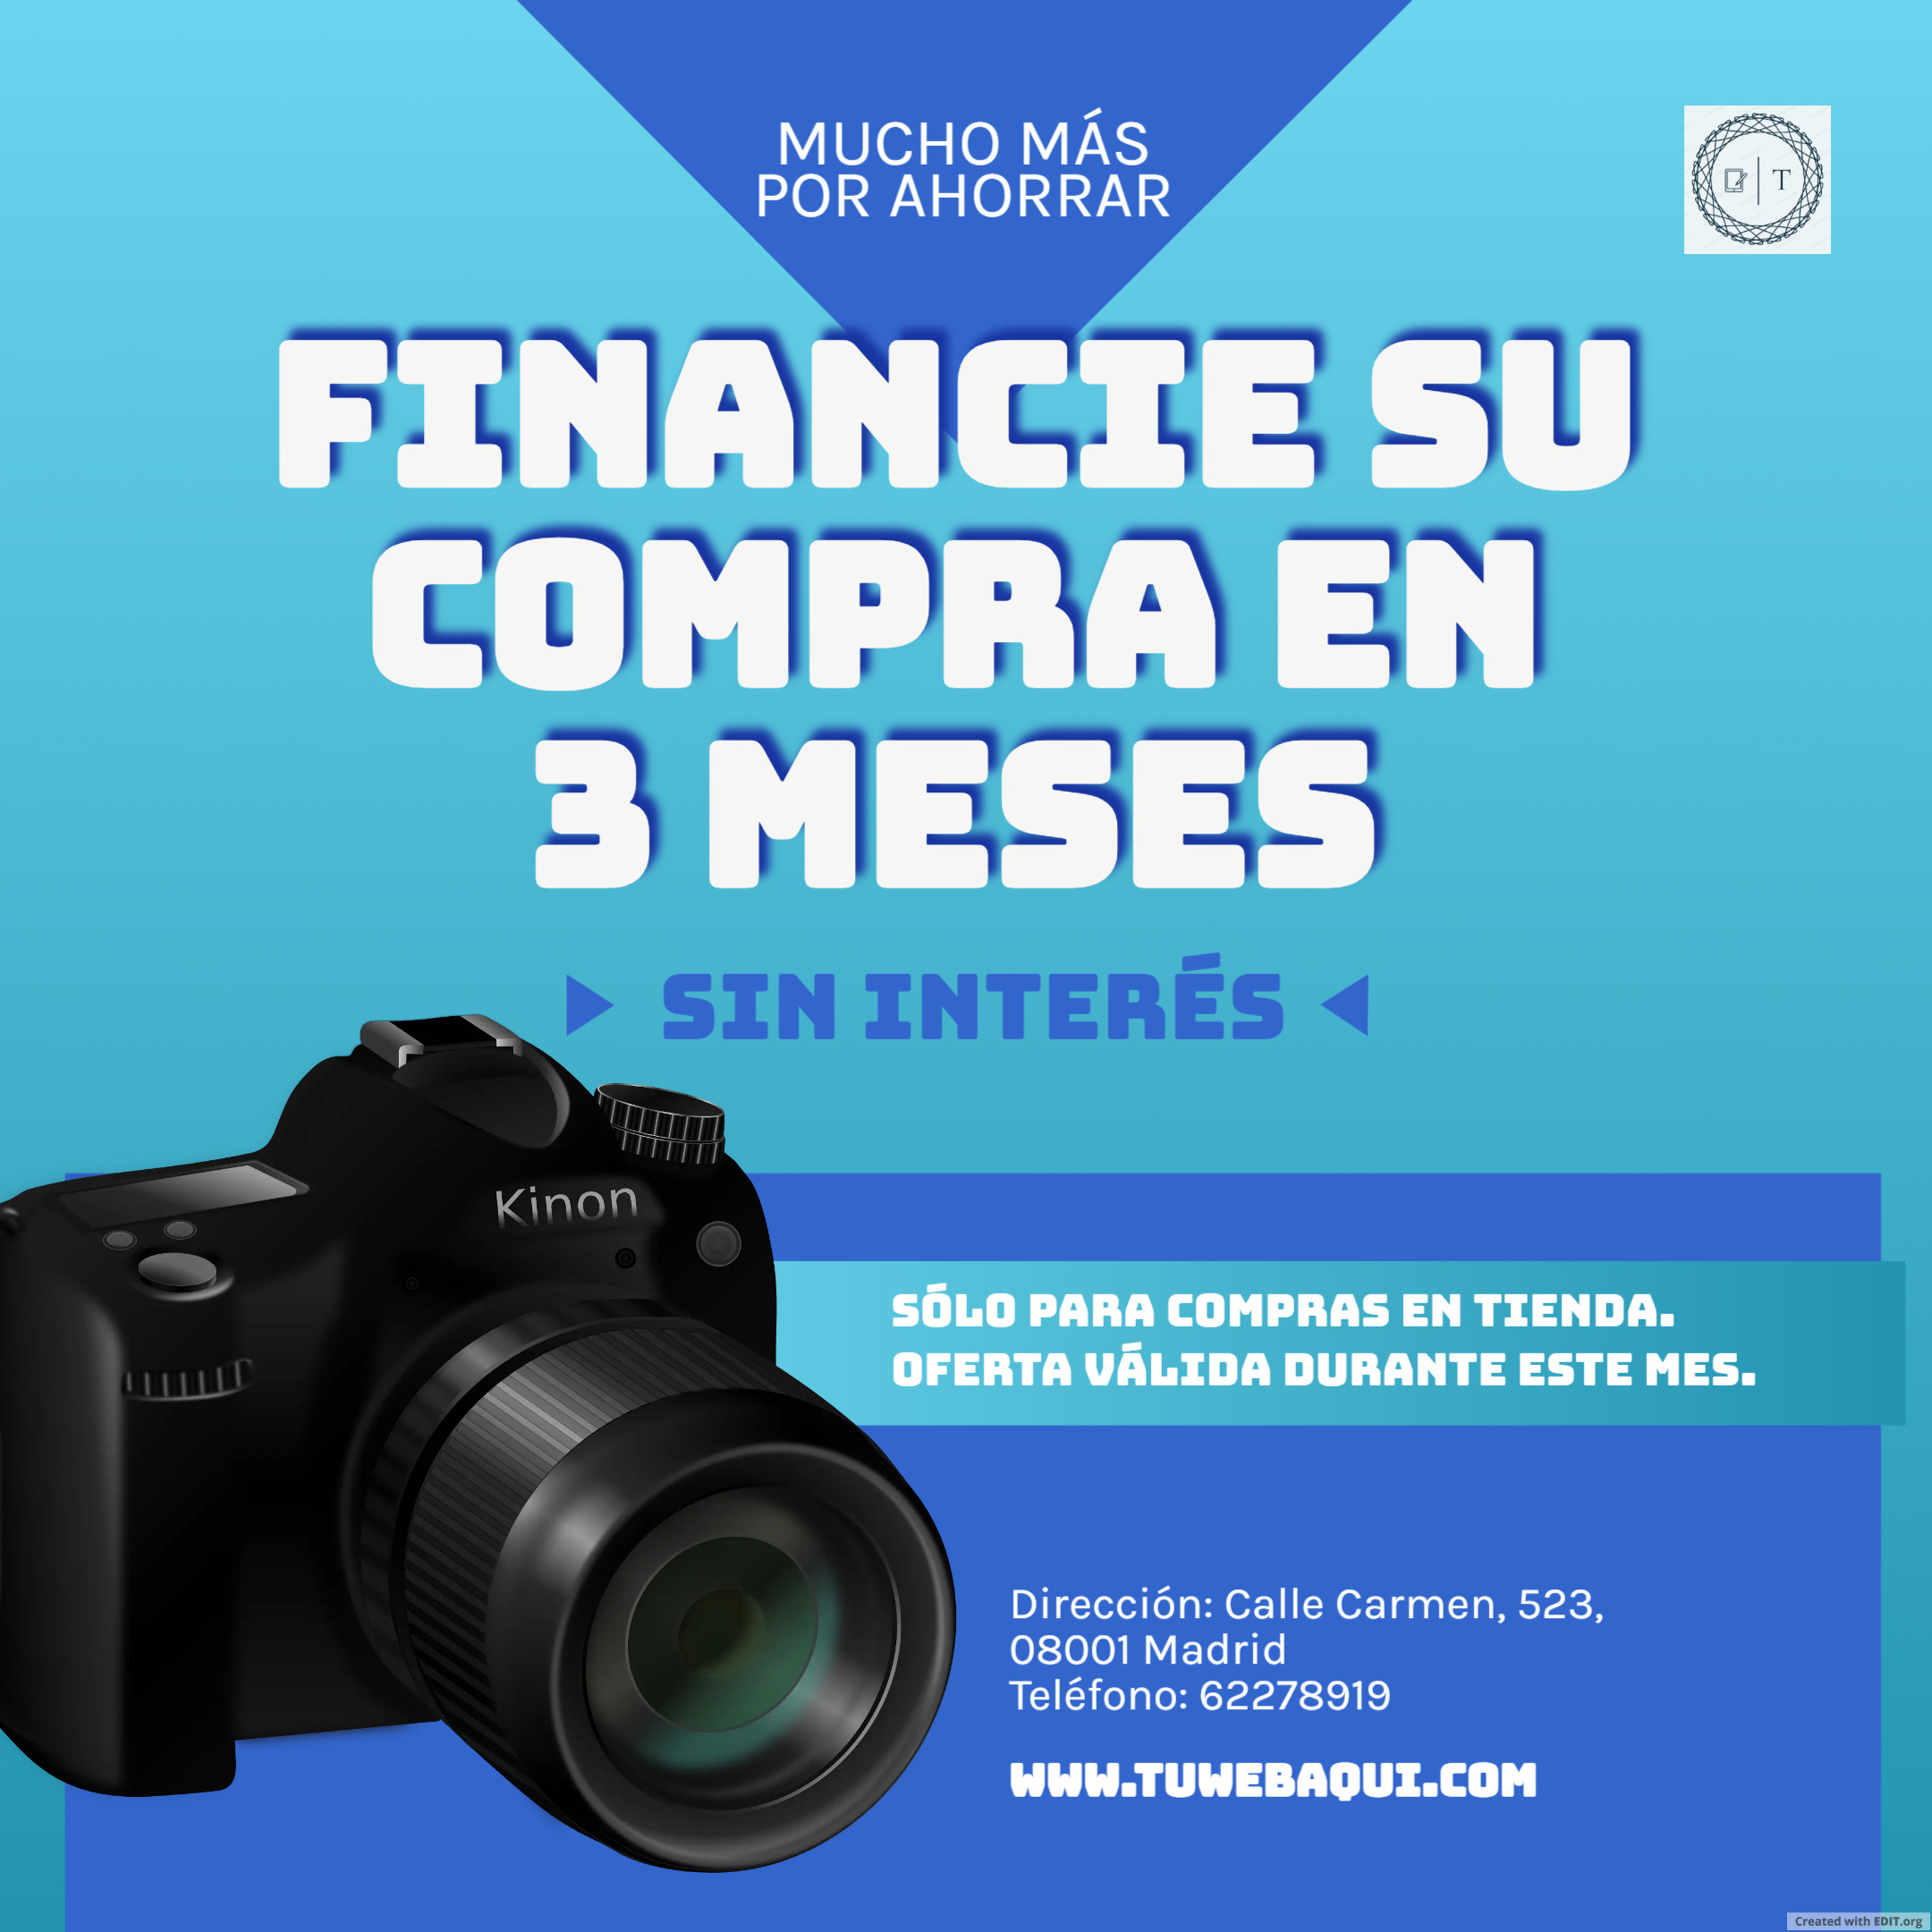 MUCHO MÁS
POR AHORRAR
T
FINANCIE SU
COMPRA EN
3 MESES
SIN INTERÉS
Kinon
SÓLO PARA COMPRAS EN TIENDA.
OFERTA VÁLIDA DURANTE ESTE MES.
Dirección: Calle Carmen, 523,
08001 Madrid
Teléfono: 62278919
WWW.TUWEBAQUI.COM
Created with EDIT.org